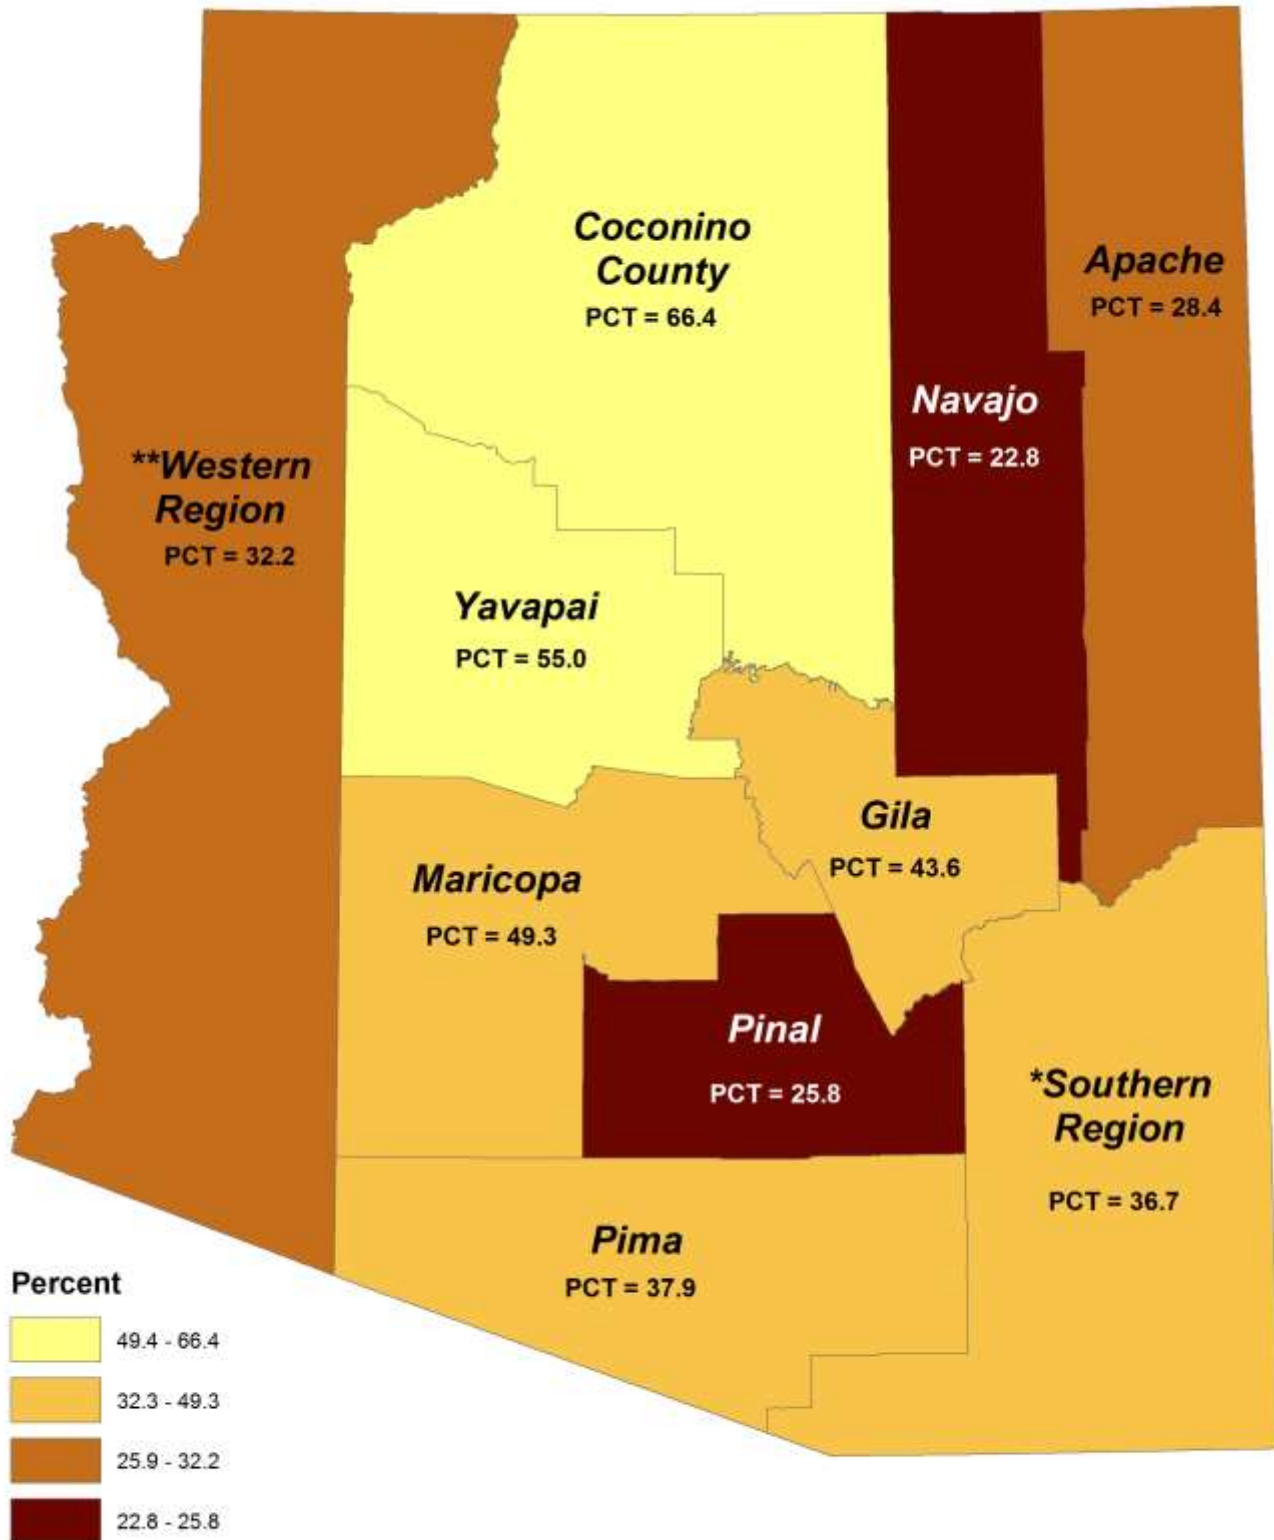 Coconino
County
PCT = 66.4
Apache
PCT = 28.4
Navajo
PCT = 22.8
**Western
Region
PCT = 32.2
Yavapai
PCT = 55.0
Gila
PCT = 43.6
Maricopa
PCT = 49.3
Pinal
PCT = 25.8
*Southern
Region
PCT = 36.7
Pima
PCT = 37.9
Percent
49.4 - 66.4
32.3 - 49.3
25.9 - 32.2
22.8 - 25.8